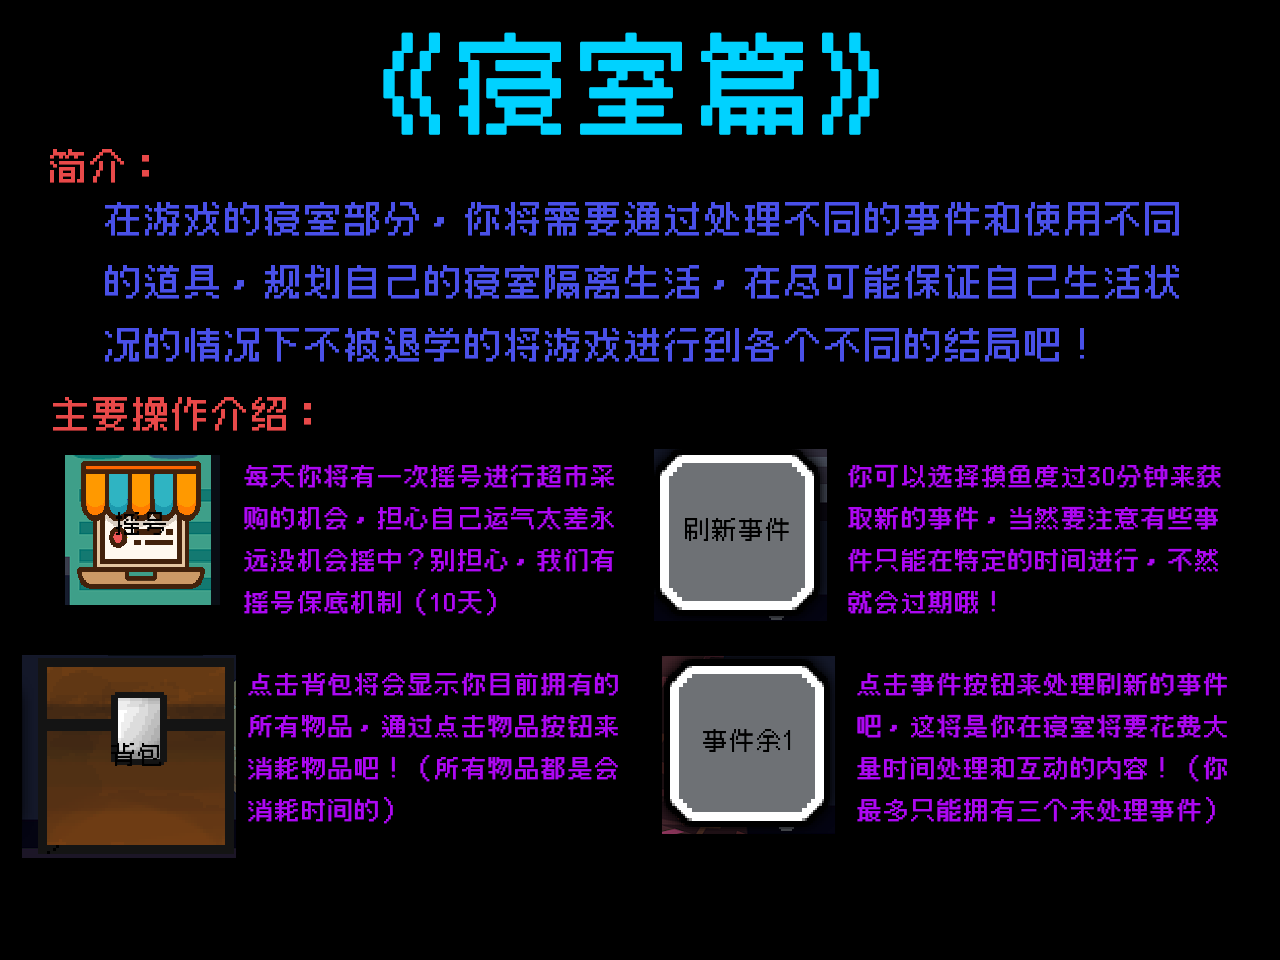 《寝室篇》
简介：
在游戏的寝室部分，你将需要通过处理不同的事件和使用不同
的道具，规划自己的寝室隔离生活，在尽可能保证自己生活状
况的情况下不被退学的将游戏进行到各个不同的结局吧！
主要操作介绍：
摇号
每天你将有一次摇号进行超市采
购的机会，担心自己运气太差永
远没机会摇中？别担心，我们有
摇号保底机制（10天）
刷新事件
你可以选择摸鱼度过30分钟来获
取新的事件，当然要注意有些事
件只能在特定的时间进行，不然
就会过期哦！
背包
点击背包将会显示你目前拥有的
所有物品，通过点击物品按钮来
消耗物品吧！（所有物品都是会
消耗时间的）
事件余1
点击事件按钮来处理刷新的事件
吧，这将是你在寝室将要花费大
量时间处理和互动的内容！（你
最多只能拥有三个未处理事件）